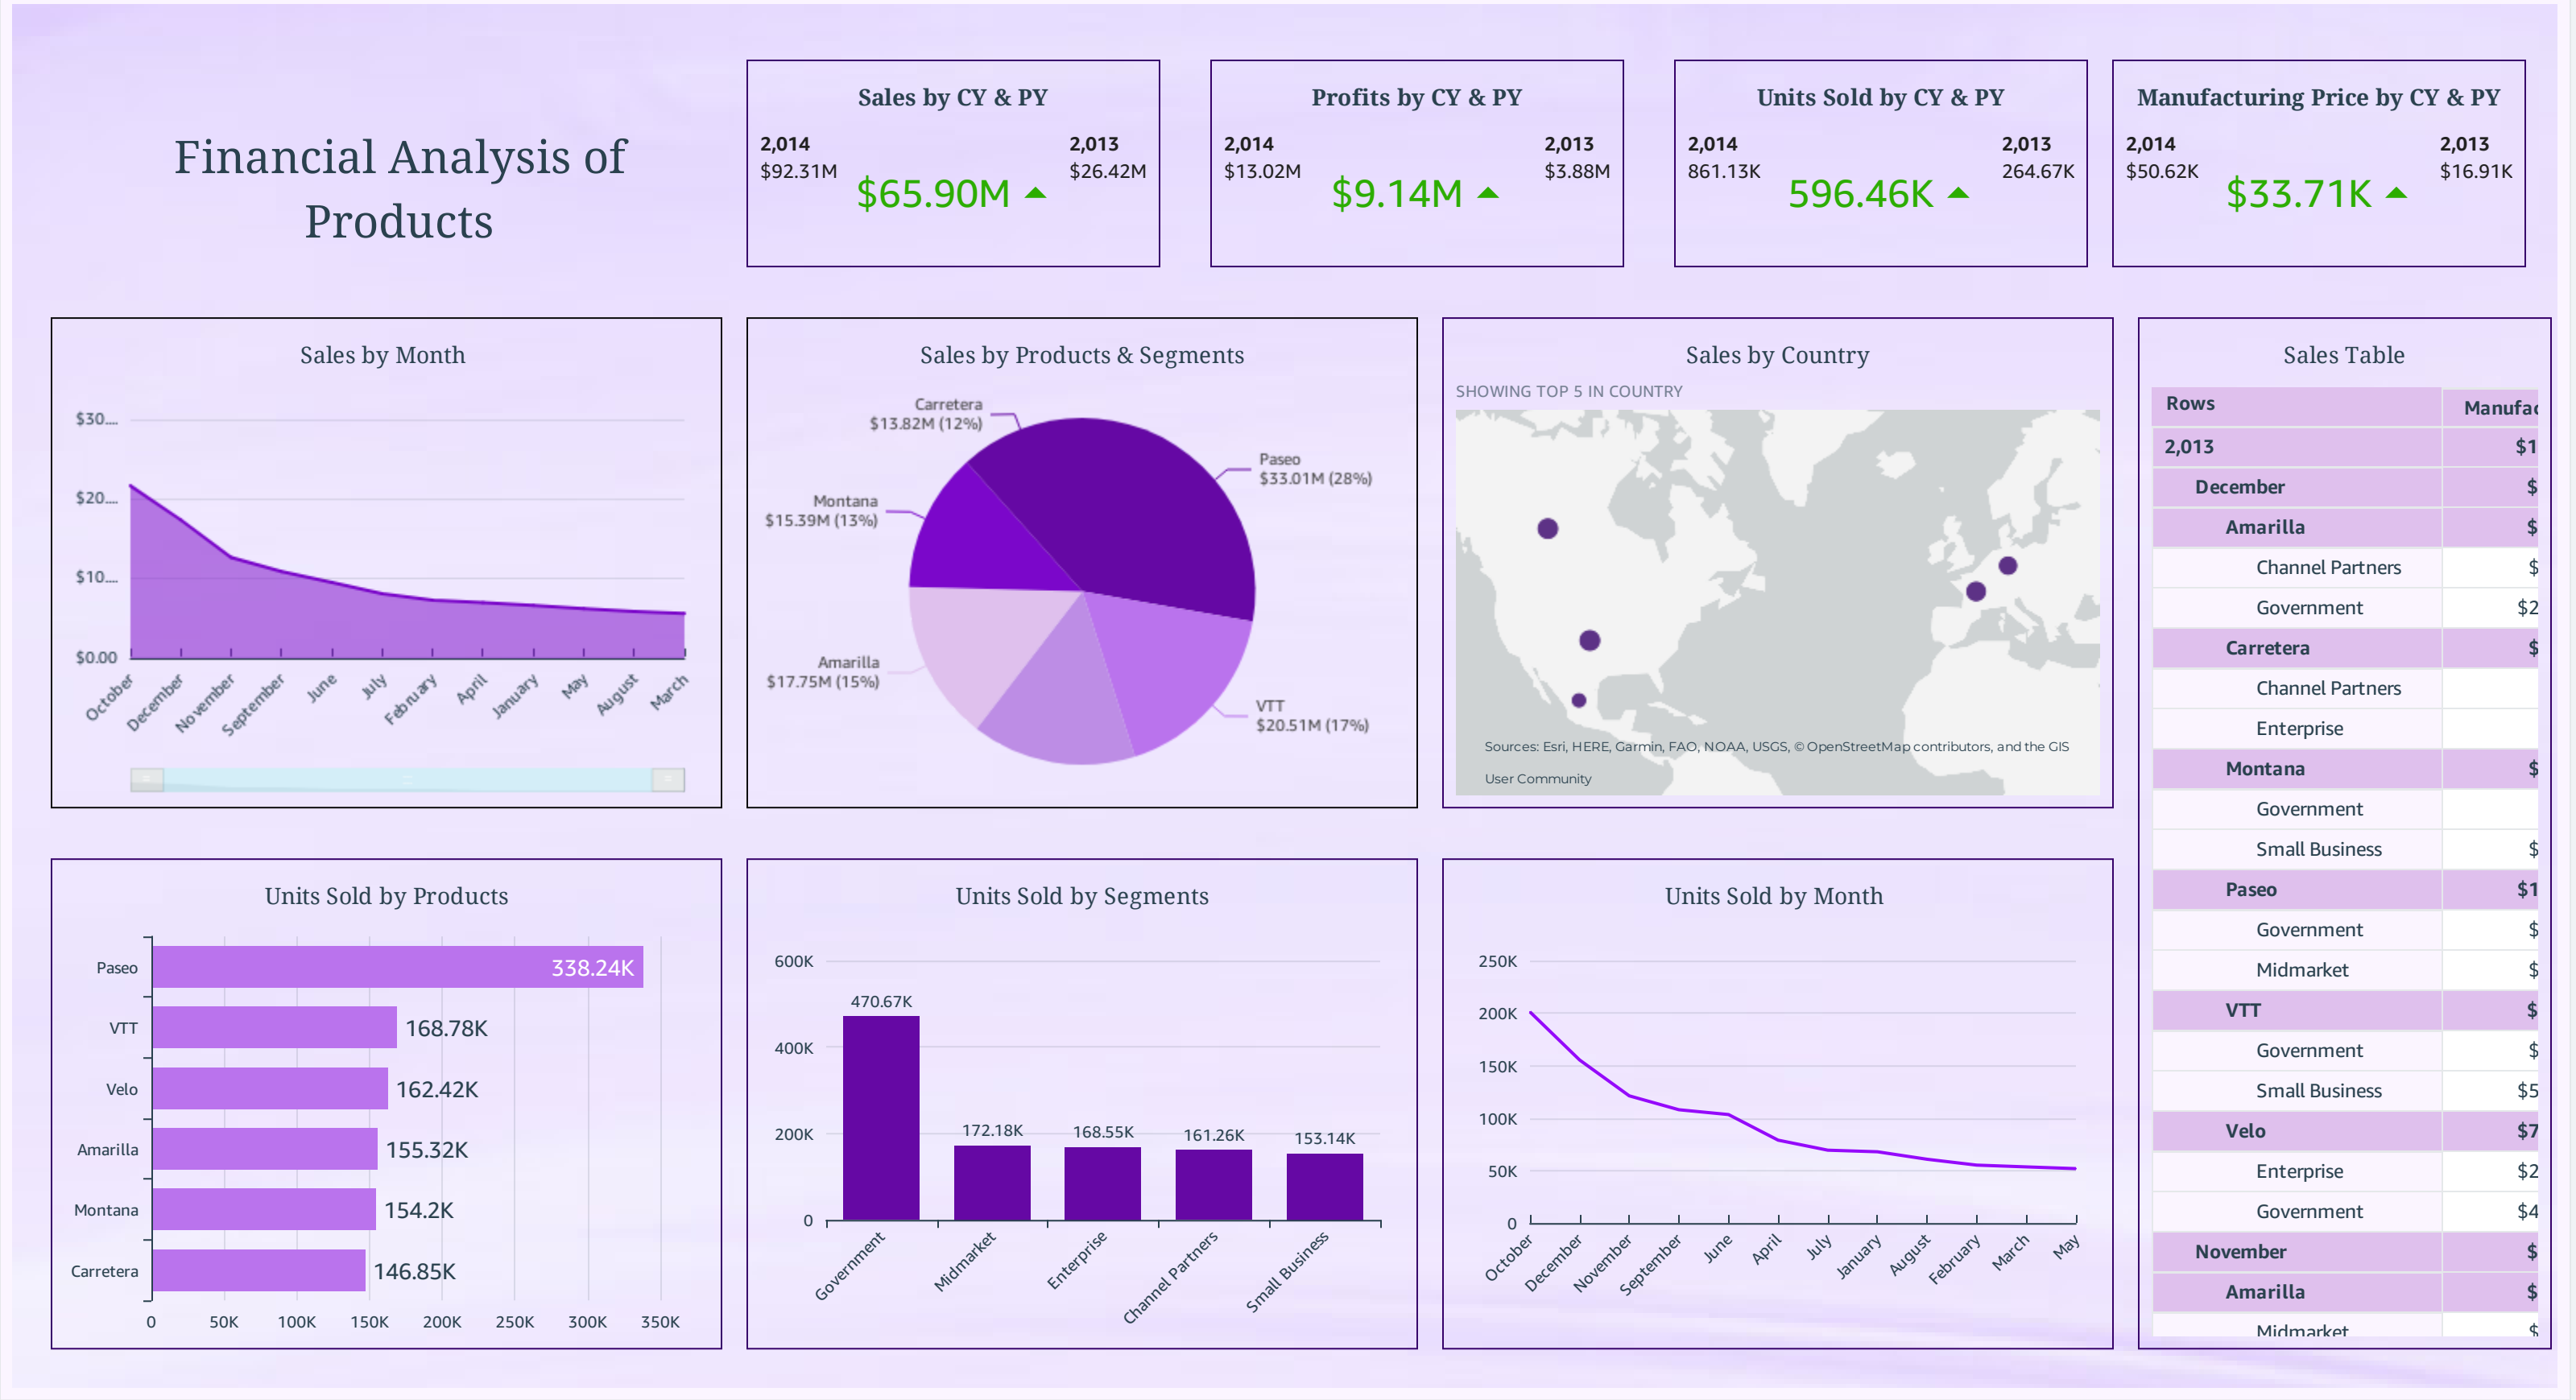 Financial Analysis of
Products
Sales by CY & PY
2,014
2,013
$92.31M
$26.42M
$65.90M
Profits by CY & PY
2,014
2,013
$13.02M
$3.88M
$9.14M
Units Sold by CY & PY
2,014
2,013
861.13K
264.67K
596.46K
Manufacturing Price by CY & PY
2,014
2,013
$50.62K
$16.91K
$33.71K
Sales by Month
$30....
$20....
$10....
$0.00
October
December
November
September
June
July
February
April
January
May
August
March
Sales by Products & Segments
Carretera
$13.82M (12%)
Paseo
$33.01M (28%)
Montana
$15.39M (13%)
Amarilla
$17.75M (15%)
VTT
$20.51M (17%)
Sales by Country
SHOWING TOP 5 IN COUNTRY
Sources: Esri, HERE, Garmin, FAO, NOAA, USGS, © OpenStreetMap contributors, and the GIS
User Community
Sales Table
Rows Manufac
2,013 $1
December $
Amarilla $
Channel Partners $
Government $2
Carretera $
Channel Partners
Enterprise
Montana $
Government
Small Business $
Paseo $1
Government $
Midmarket $
VTT $
Government $
Small Business $5
Velo $7
Enterprise $2
Government $4
November $
Amarilla $
Midmarket $
Units Sold by Products
Paseo 338.24K
VTT 168.78K
Velo 162.42K
Amarilla 155.32K
Montana 154.2K
Carretera 146.85K
0 50K 100K 150K 200K 250K 300K 350K
Units Sold by Segments
600K
400K
200K
0
470.67K
172.18K
168.55K
161.26K
153.14K
Government
Midmarket
Enterprise
Channel Partners
Small Business
Units Sold by Month
250K
200K
150K
100K
50K
0
October
December
November
September
June
April
July
January
August
February
March
May